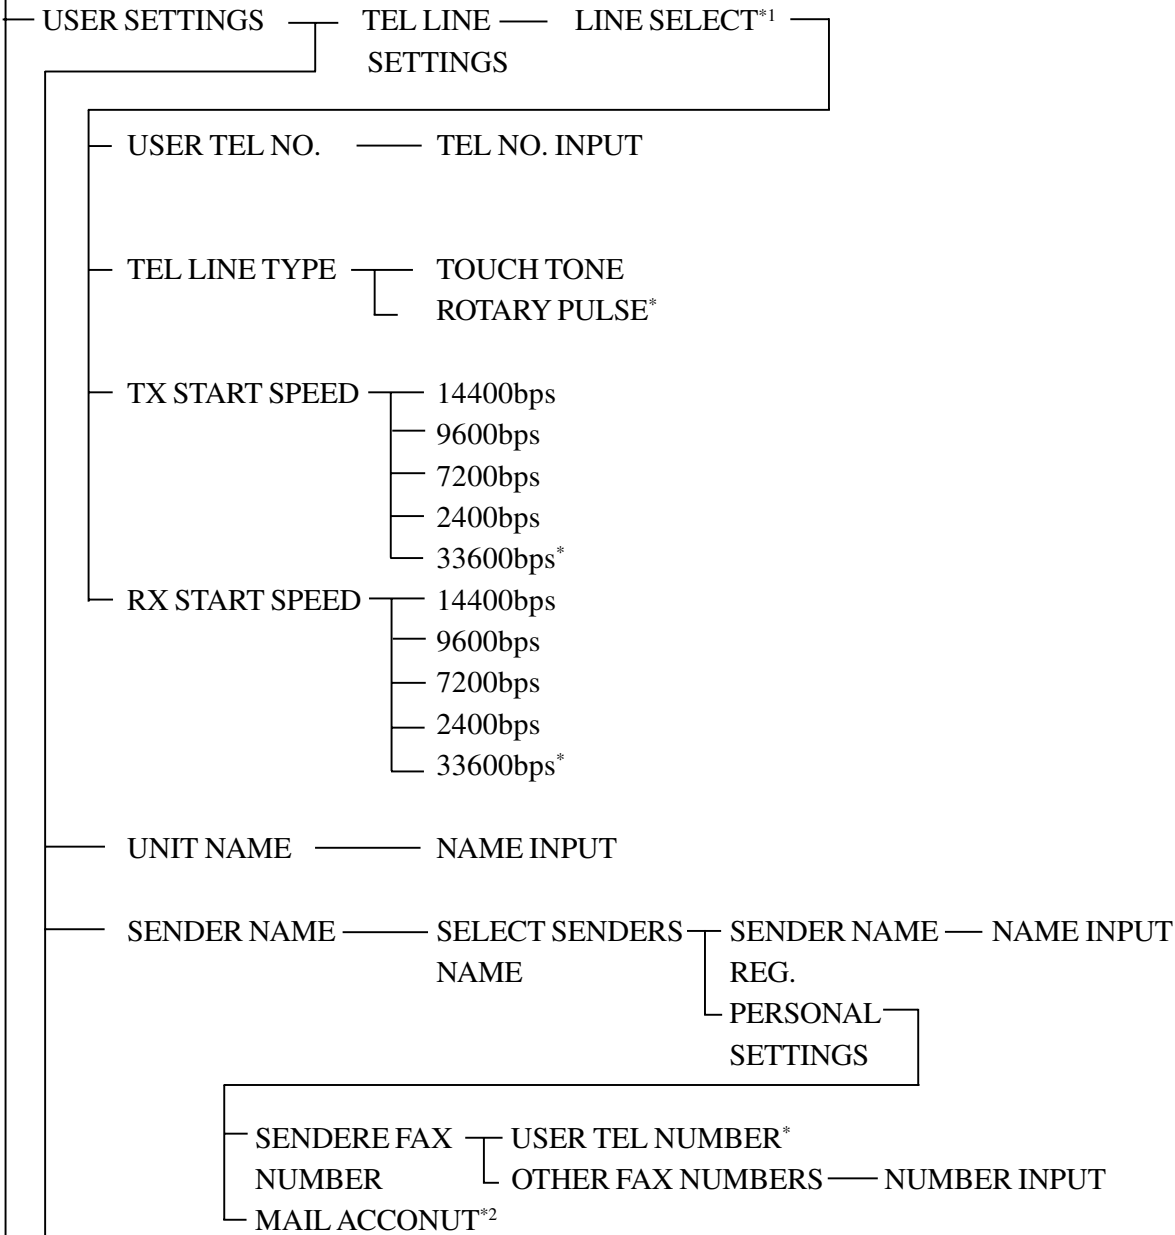 USER SETTINGS TEL LINE LINE SELECT*1
SETTINGS
USER TEL NO. TEL NO. INPUT
TEL LINE TYPE TOUCH TONE
ROTARY PULSE*
TX START SPEED 14400bps
9600bps
7200bps
2400bps
33600bps*
RX START SPEED 14400bps
9600bps
7200bps
2400bps
33600bps*
UNIT NAME NAME INPUT
SENDER NAME SELECT SENDERS SENDER NAME NAME INPUT
NAME REG.
PERSONAL
SETTINGS
SENDERE FAX USER TEL NUMBER*
NUMBER OTHER FAX NUMBERS NUMBER INPUT
MAIL ACCONUT*2